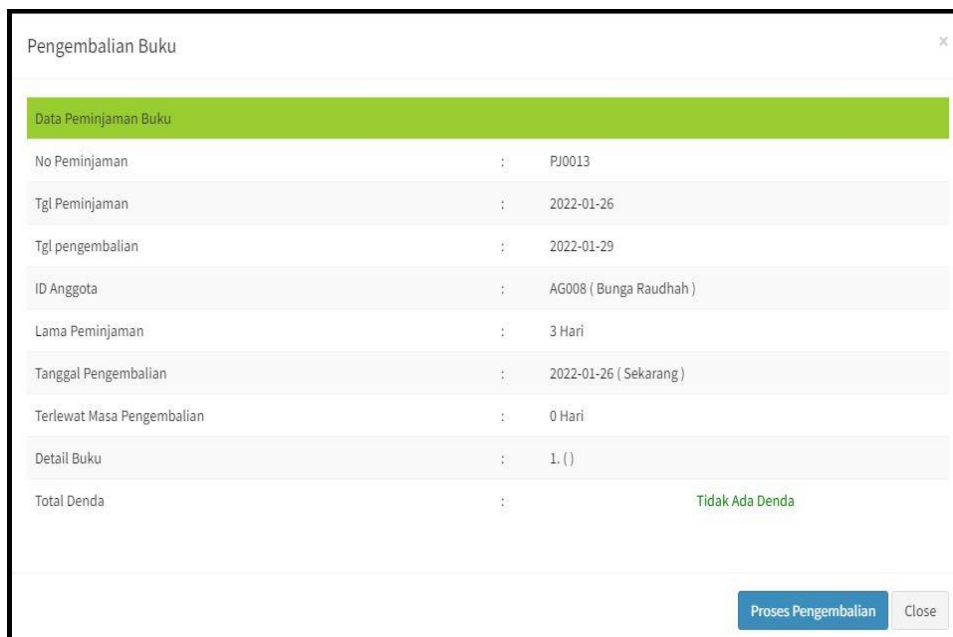 Pengembalian Buku ×
Data Peminjaman Buku
No Peminjaman : PJ0013
Tgl Peminjaman : 2022-01-26
Tgl pengembalian : 2022-01-29
ID Anggota : AG008 ( Bunga Raudhah )
Lama Peminjaman : 3 Hari
Tanggal Pengembalian : 2022-01-26 ( Sekarang )
Terlewat Masa Pengembalian : 0 Hari
Detail Buku : 1. ( )
Total Denda : Tidak Ada Denda
Proses Pengembalian Close